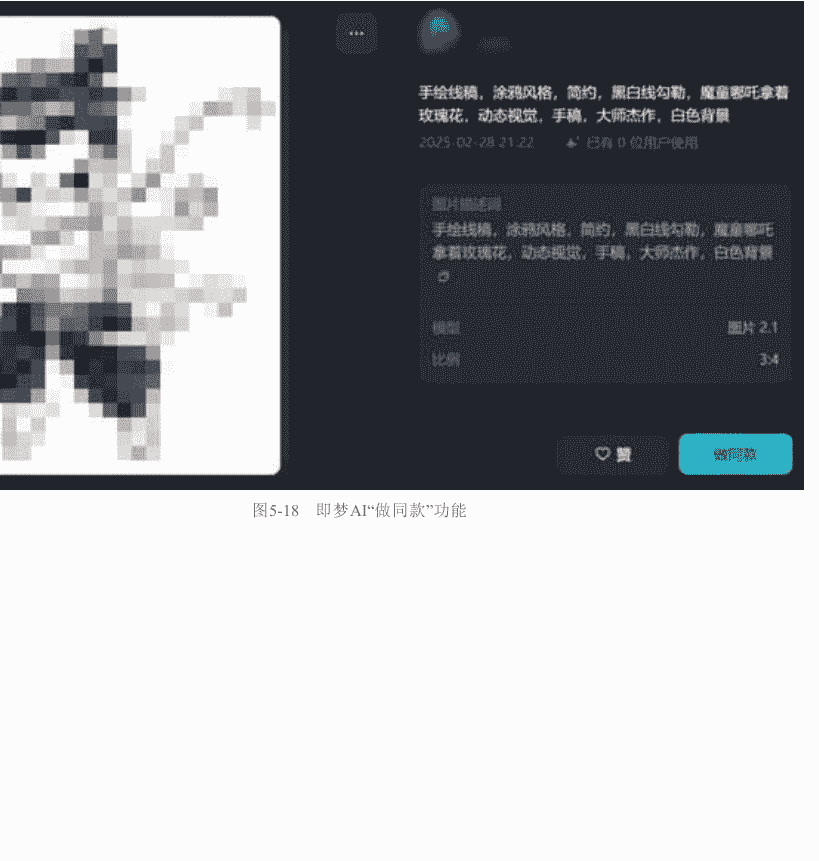 手绘线稿，涂鸦风格，简约，黑白线勾勒，魔童哪吒拿着
玫瑰花，动态视觉，手稿，大师杰作，白色背景
2025-02-28 21:22 已有 0 位用户使用
图片描述词
手绘线稿，涂鸦风格，简约，黑白线勾勒，魔童哪吒
拿着玫瑰花，动态视觉，手稿，大师杰作，白色背景
模型 图片 2.1
比例 3:4
赞 做同款
图5-18 即梦AI“做同款”功能